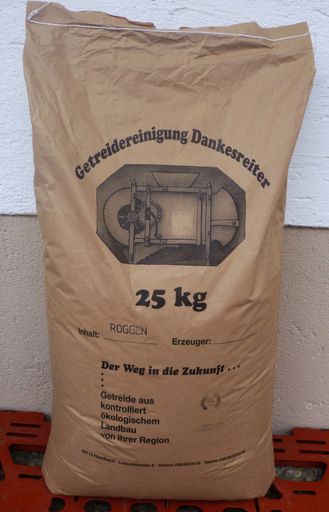 Getreidereinigung Dankesreiter
25 kg
Inhalt: ROGGEN Erzeuger:
Der Weg in die Zukunft ...
Getreide aus
kontrolliert
ökologischem
Landbau
von Ihrer Region